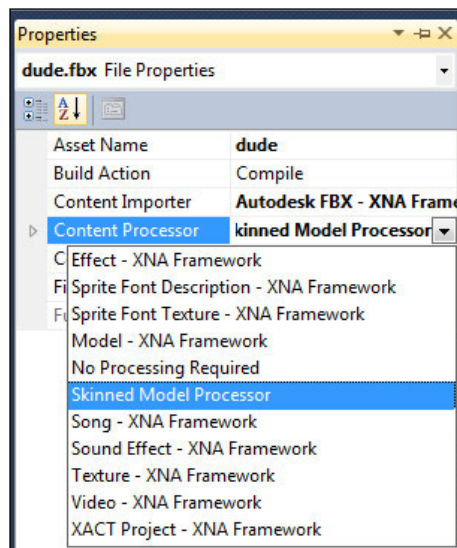 Properties
dude.fbx File Properties
Asset Name dude
Build Action Compile
Content Importer Autodesk FBX - XNA Frame
Content Processor kinned Model Processor
C
Effect - XNA Framework
Fi
Sprite Font Description - XNA Framework
Fu
Sprite Font Texture - XNA Framework
Model - XNA Framework
No Processing Required
Skinned Model Processor
Song - XNA Framework
Sound Effect - XNA Framework
Texture - XNA Framework
Video - XNA Framework
XACT Project - XNA Framework